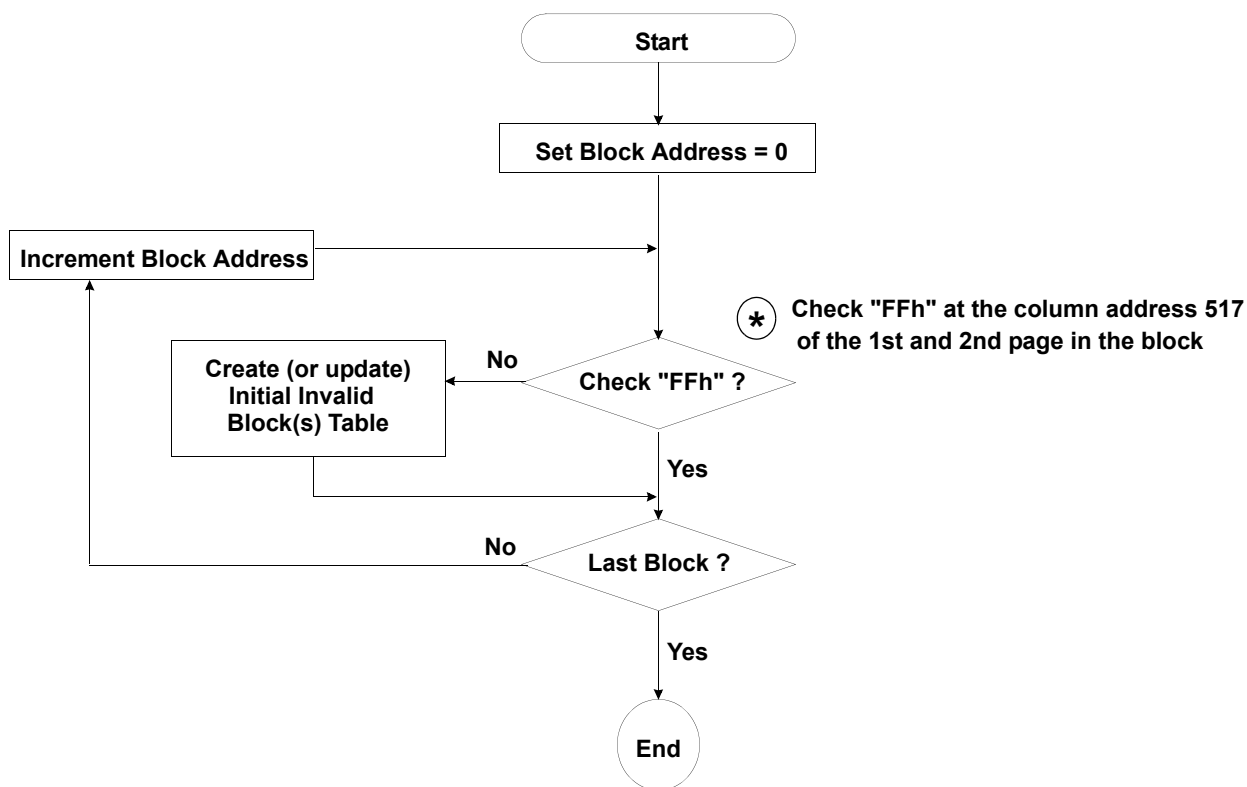 Start
Set Block Address = 0
Increment Block Address
* Check "FFh" at the column address 517
of the 1st and 2nd page in the block
No
Create (or update)
Initial Invalid
Block(s) Table
Check "FFh" ?
Yes
No
Last Block ?
Yes
End